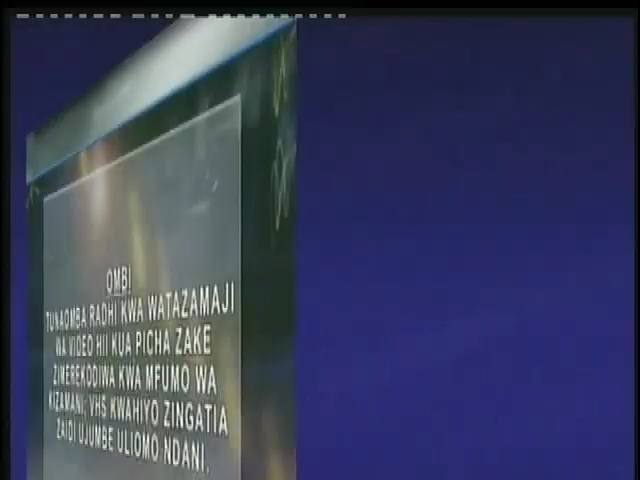 OMBI
TUNAOMBA RADHI KWA WATAZAMAJI
WA VIDEO HII KUA PICHA ZAKE
ZIMEREKODIWA KWA MFUMO WA
KIZAMANI; VHS KWAHIYO ZINGATIA
ZAIDI UJUMBE ULIOMO NDANI.